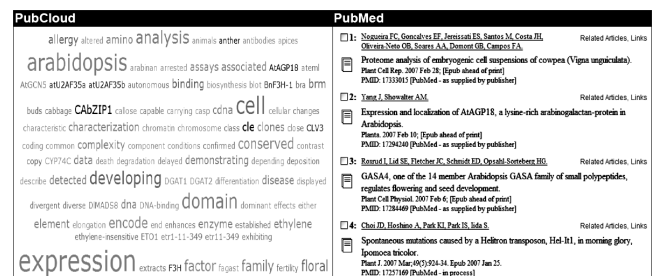 PubCloud
allergy altered amino analysis animals anther antibodies apices
arabidopsis arabinan arrested assays associated AtAGP18 ateml
AtGCN5 atU2AF35a atU2AF35b autonomous binding biosynthesis biot BnF3H-1 bra brm
buds cabbage CAbZIP1 callose capable carrying casp cdna cell cellular changes
characteristic characterization chromatin chromosome class cle clones close CLV3
coding common complexity component conditions confirmed conserved contrast
copy CYP74C data death degradation delayed demonstrating depending deposition
describe detected developing DGAT1 DGAT2 differentiation disease displayed
divergent diverse DIMADS8 dna DNA-binding domain dominant effects either
element elongation encode end enhances enzyme established ethylene
ethylene-insensitive ETO1 etr1-11-349 etr11-349 exhibiting
expression extracts F3H factor fagast family fertility floral
PubMed
1: Nogueira FC, Goncalves EF, Jereissati ES, Santos M, Costa JH, Related Articles, Links
Oliveira-Neto OB, Soares AA, Domont GB, Campos FA.
Proteome analysis of embryogenic cell suspensions of cowpea (Vigna unguiculata).
Plant Cell Rep. 2007 Feb 28; [Epub ahead of print]
PMID: 17333015 [PubMed - as supplied by publisher]
2: Yang J, Showalter AM. Related Articles, Links
Expression and localization of AtAGP18, a lysine-rich arabinogalactan-protein in
Arabidopsis.
Planta. 2007 Feb 10; [Epub ahead of print]
PMID: 17294240 [PubMed - as supplied by publisher]
3: Roxrud I, Lid SE, Fletcher JC, Schmidt ED, Opsahl-Sorteberg HG. Related Articles, Links
GASA4, one of the 14 member Arabidopsis GASA family of small polypeptides,
regulates flowering and seed development.
Plant Cell Physiol. 2007 Feb 6; [Epub ahead of print]
PMID: 17284469 [PubMed - as supplied by publisher]
4: Choi JD, Hoshino A, Park KI, Park IS, Iida S. Related Articles, Links
Spontaneous mutations caused by a Helitron transposon, Hel-It1, in morning glory,
Ipomoea tricolor.
Plant J. 2007 Mar;49(5):924-34. Epub 2007 Jan 25.
PMID: 17257169 [PubMed - in process]